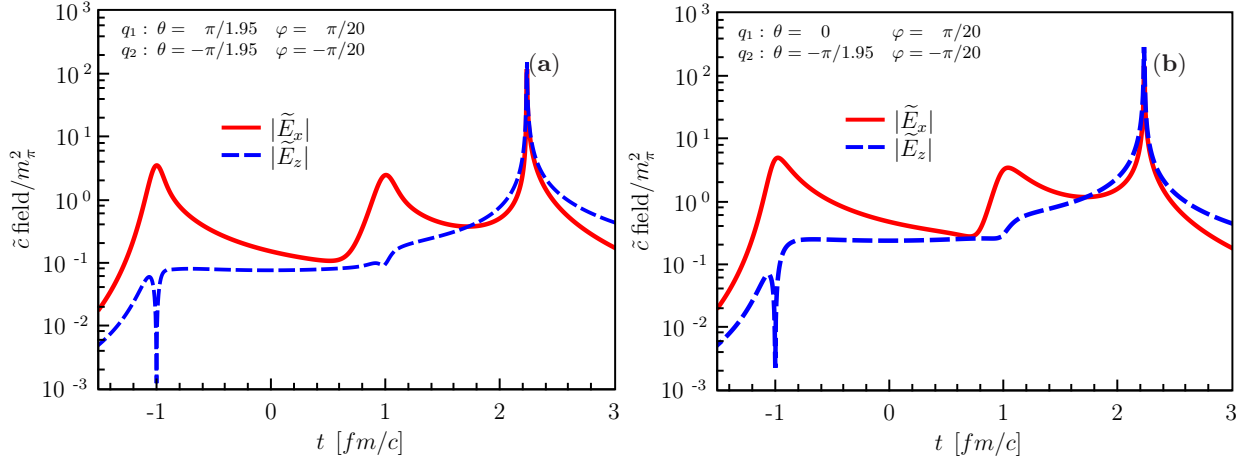 q₁ : θ = π/1.95 φ = π/20
q₂ : θ = −π/1.95 φ = −π/20
(a)
|Ẽₓ|
|Ẽ_z|
c̃ field/m_π²
10³
10²
10¹
10⁰
10⁻¹
10⁻²
10⁻³
-1 0 1 2 3
t [fm/c]
q₁ : θ = 0 φ = π/20
q₂ : θ = −π/1.95 φ = −π/20
(b)
|Ẽₓ|
|Ẽ_z|
c̃ field/m_π²
10³
10²
10¹
10⁰
10⁻¹
10⁻²
10⁻³
-1 0 1 2 3
t [fm/c]